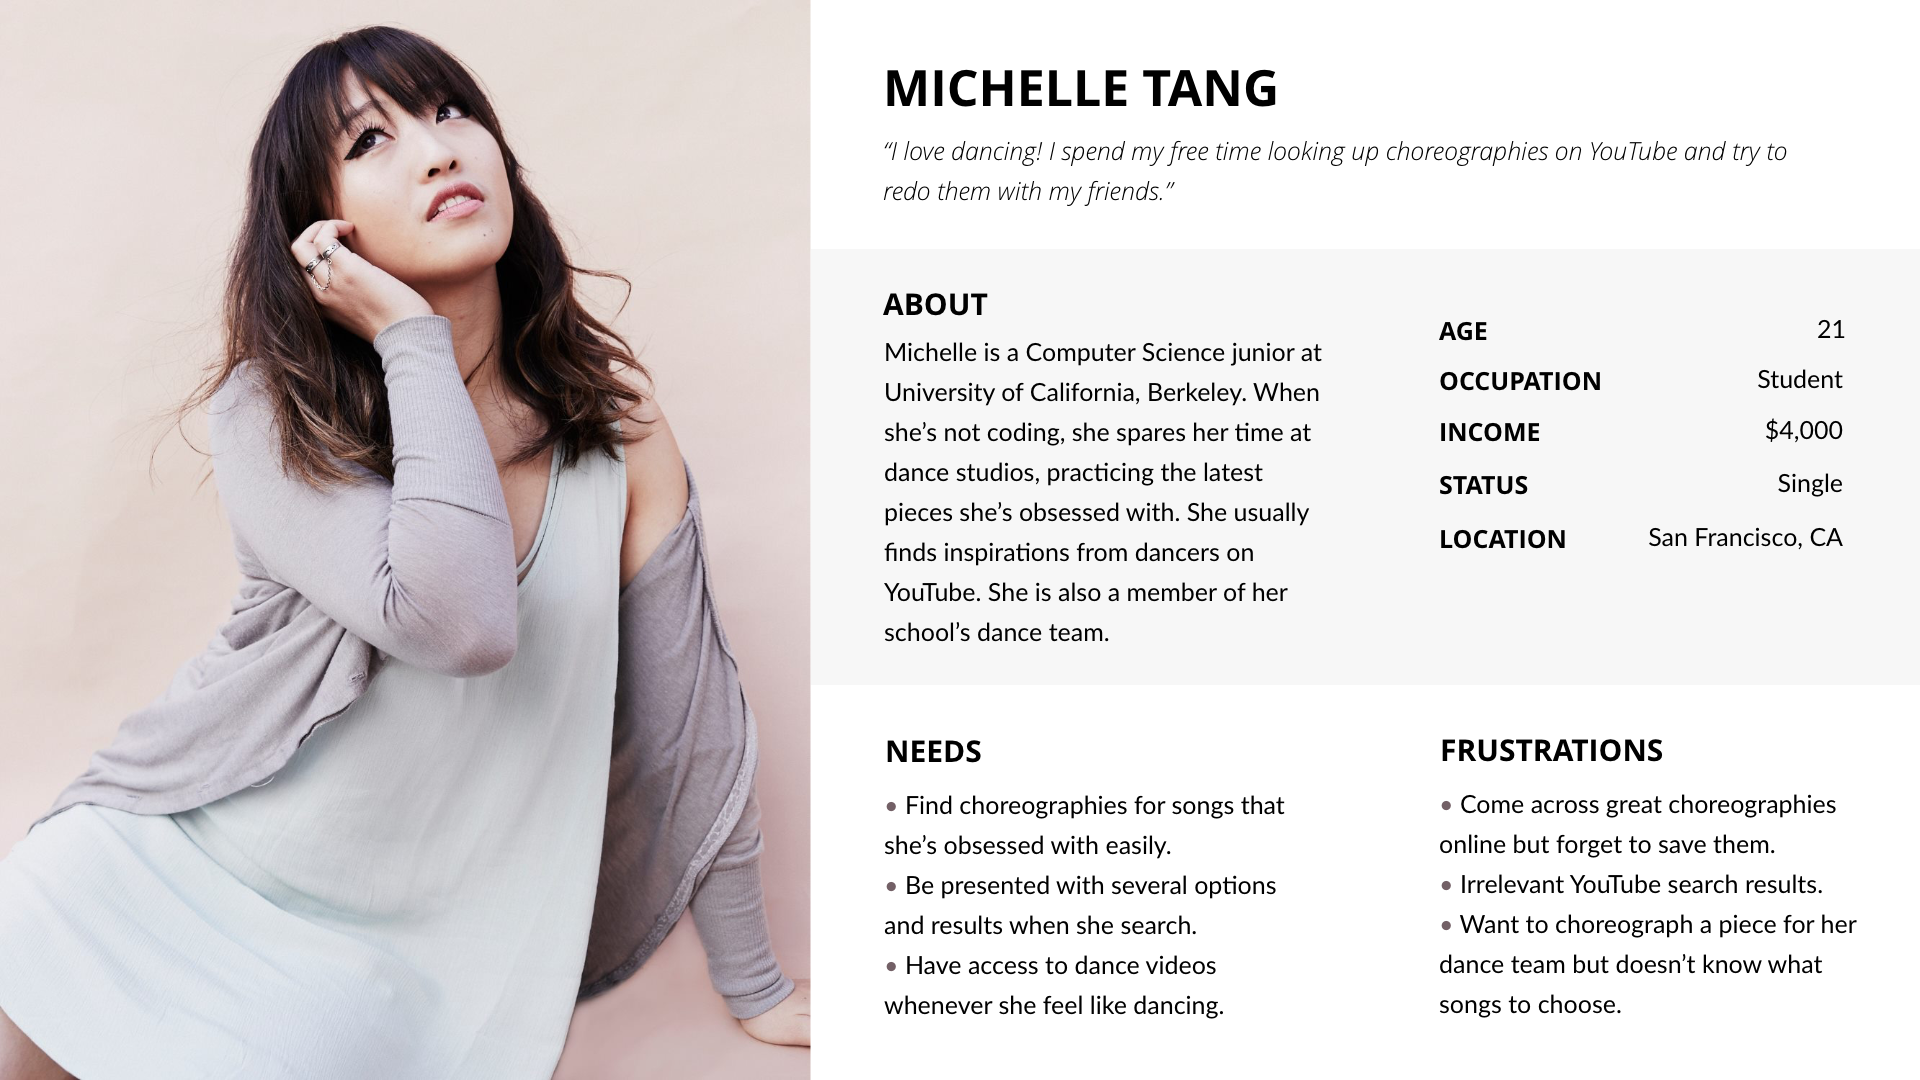 MICHELLE TANG
“I love dancing! I spend my free time looking up choreographies on YouTube and try to
redo them with my friends.”
ABOUT
Michelle is a Computer Science junior at
University of California, Berkeley. When
she’s not coding, she spares her time at
dance studios, practicing the latest
pieces she’s obsessed with. She usually
finds inspirations from dancers on
YouTube. She is also a member of her
school’s dance team.
AGE 21
OCCUPATION Student
INCOME $4,000
STATUS Single
LOCATION San Francisco, CA
NEEDS
• Find choreographies for songs that
she’s obsessed with easily.
• Be presented with several options
and results when she search.
• Have access to dance videos
whenever she feel like dancing.
FRUSTRATIONS
• Come across great choreographies
online but forget to save them.
• Irrelevant YouTube search results.
• Want to choreograph a piece for her
dance team but doesn’t know what
songs to choose.